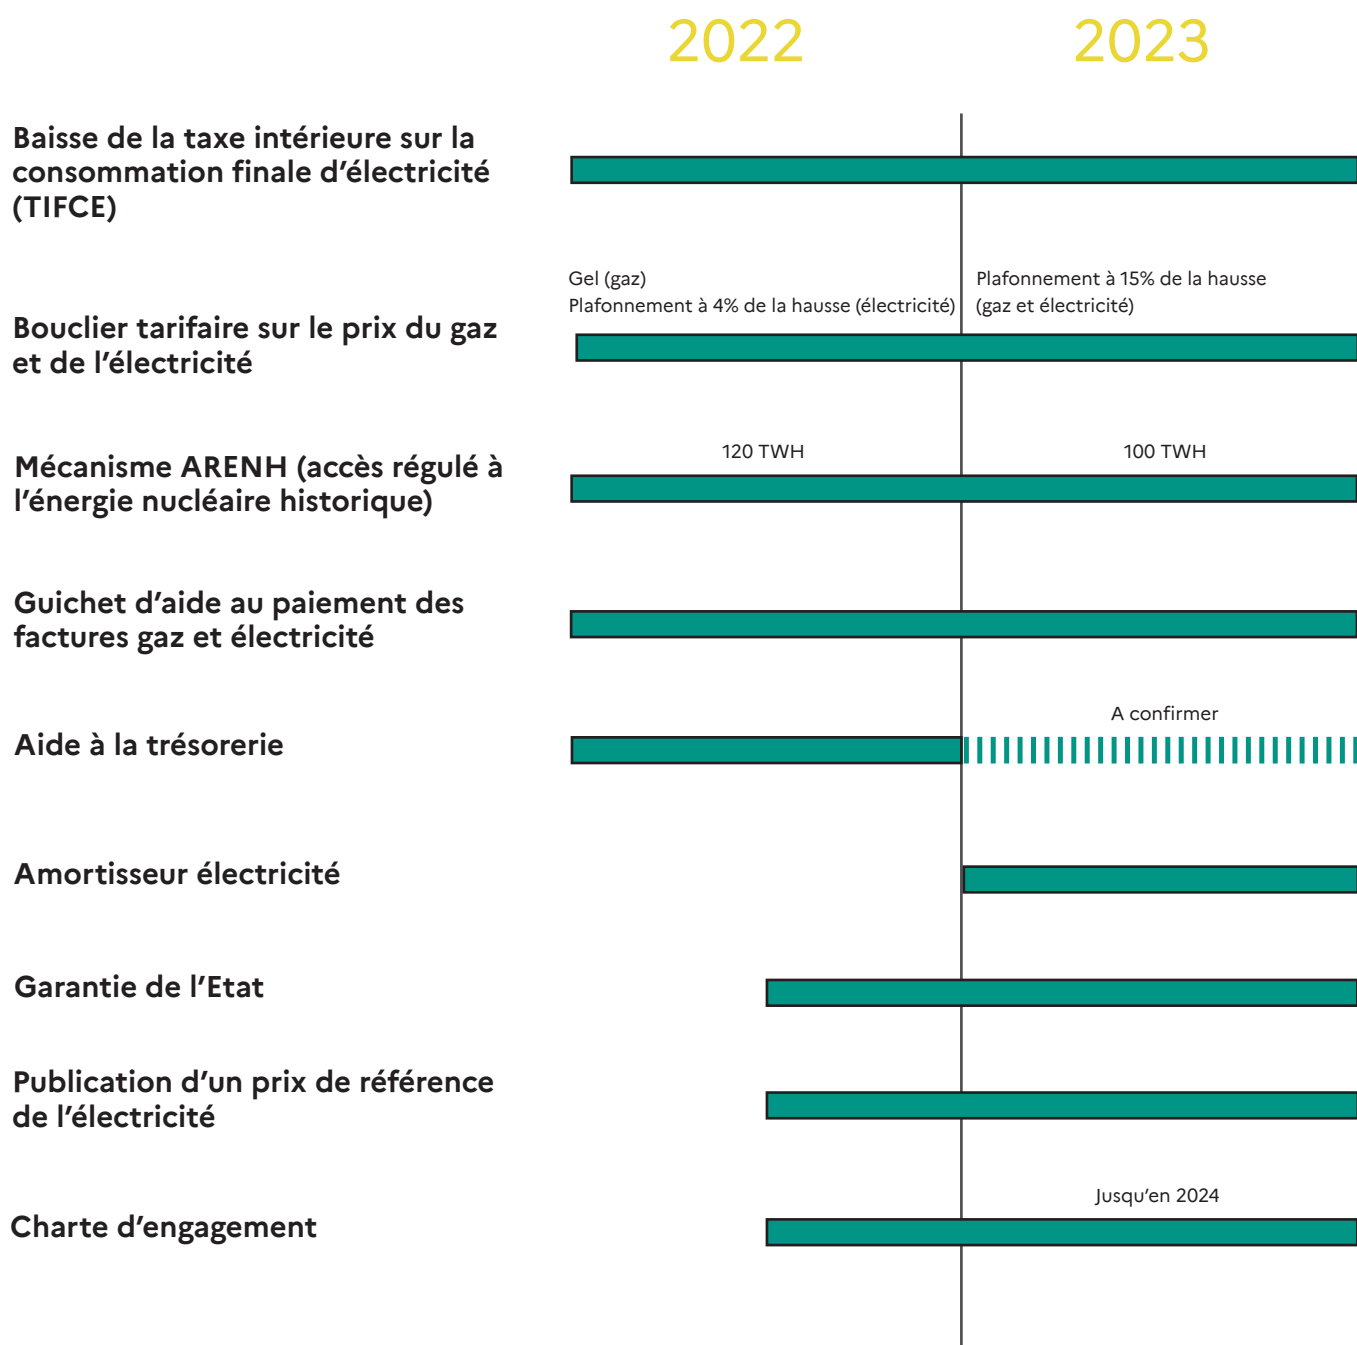 2022
2023
Baisse de la taxe intérieure sur la
consommation finale d’électricité
(TIFCE)
Gel (gaz)
Plafonnement à 4% de la hausse (électricité)
Plafonnement à 15% de la hausse
(gaz et électricité)
Bouclier tarifaire sur le prix du gaz
et de l’électricité
120 TWH
100 TWH
Mécanisme ARENH (accès régulé à
l’énergie nucléaire historique)
Guichet d’aide au paiement des
factures gaz et électricité
A confirmer
Aide à la trésorerie
Amortisseur électricité
Garantie de l’Etat
Publication d’un prix de référence
de l’électricité
Jusqu’en 2024
Charte d’engagement